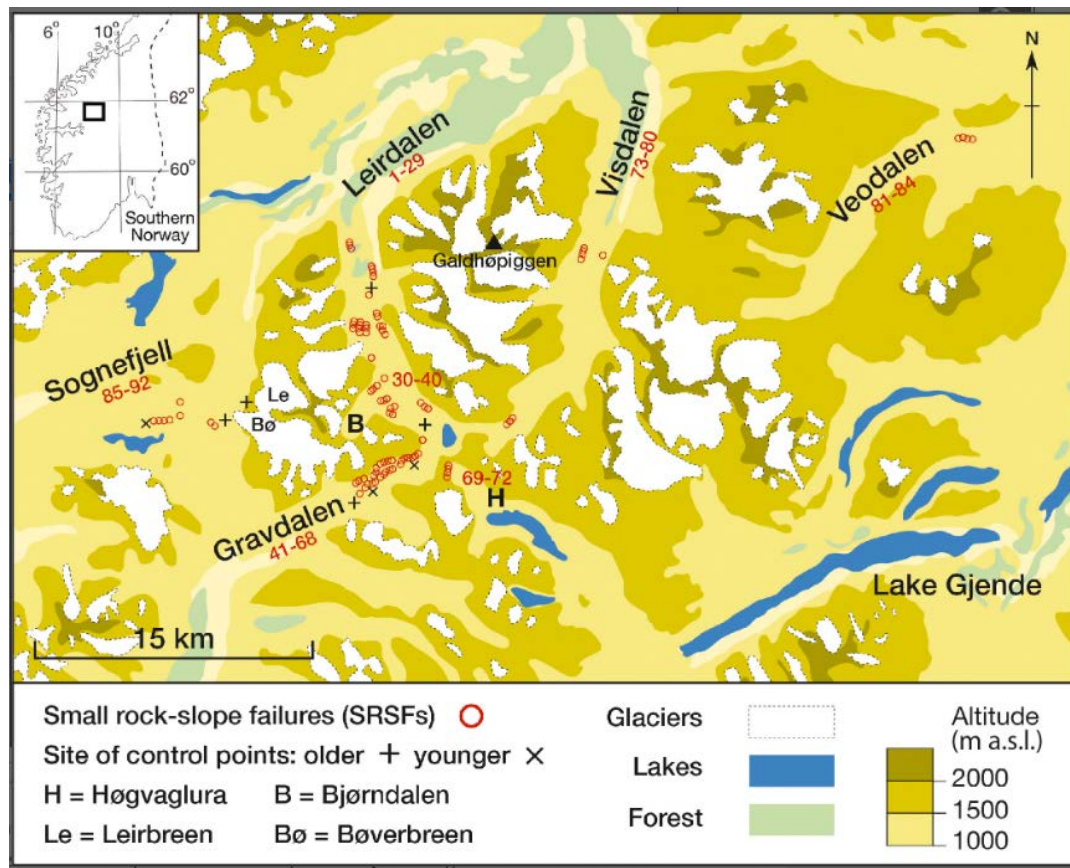 6°
10°
N
62°
60°
Southern
Norway
Leirdalen
1-29
Visdalen
73-80
Veodalen
81-84
Galdhøpiggen
Sognefjell
85-92
30-40
Le
Bø
B
69-72
H
Gravdalen
41-68
Lake Gjende
15 km
Small rock-slope failures (SRSFs)
Site of control points: older + younger ×
H = Høgvaglura B = Bjørndalen
Le = Leirbreen Bø = Bøverbreen
Glaciers
Lakes
Forest
Altitude
(m a.s.l.)
2000
1500
1000